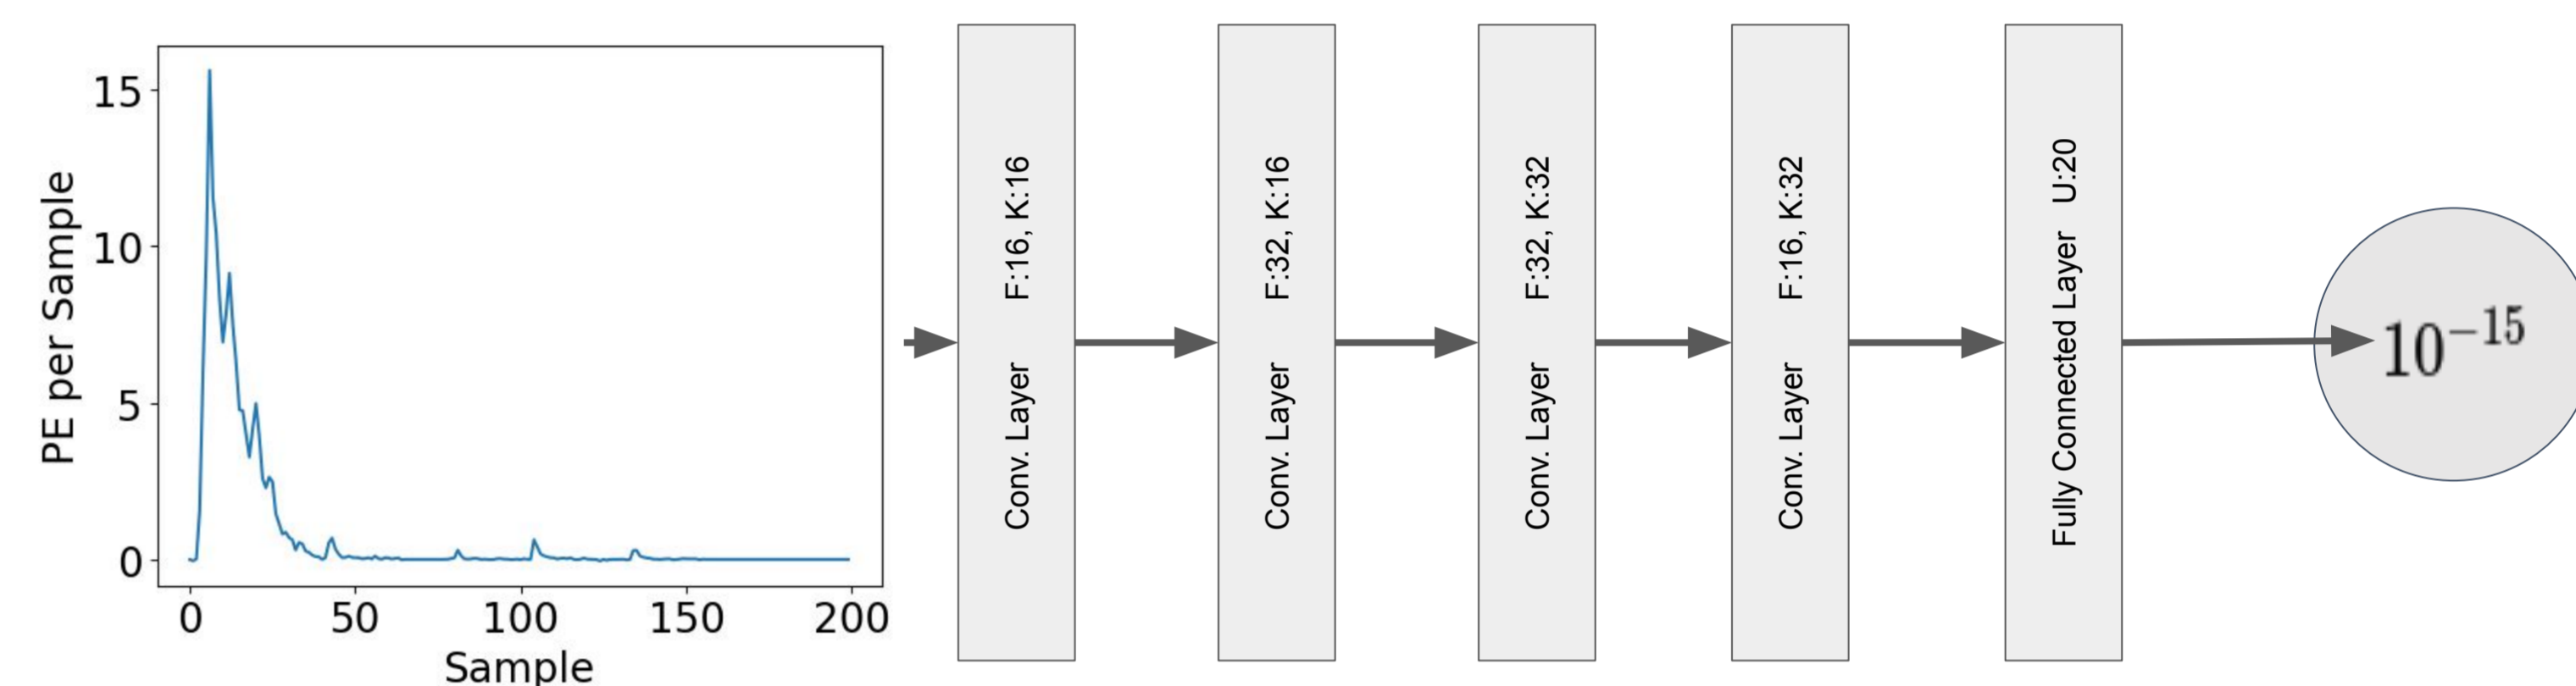 PE per Sample
15
10
5
0
0 50 100 150 200
Sample
Conv. Layer F:16, K:16
Conv. Layer F:32, K:16
Conv. Layer F:32, K:32
Conv. Layer F:16, K:32
Fully Connected Layer U:20
10⁻¹⁵